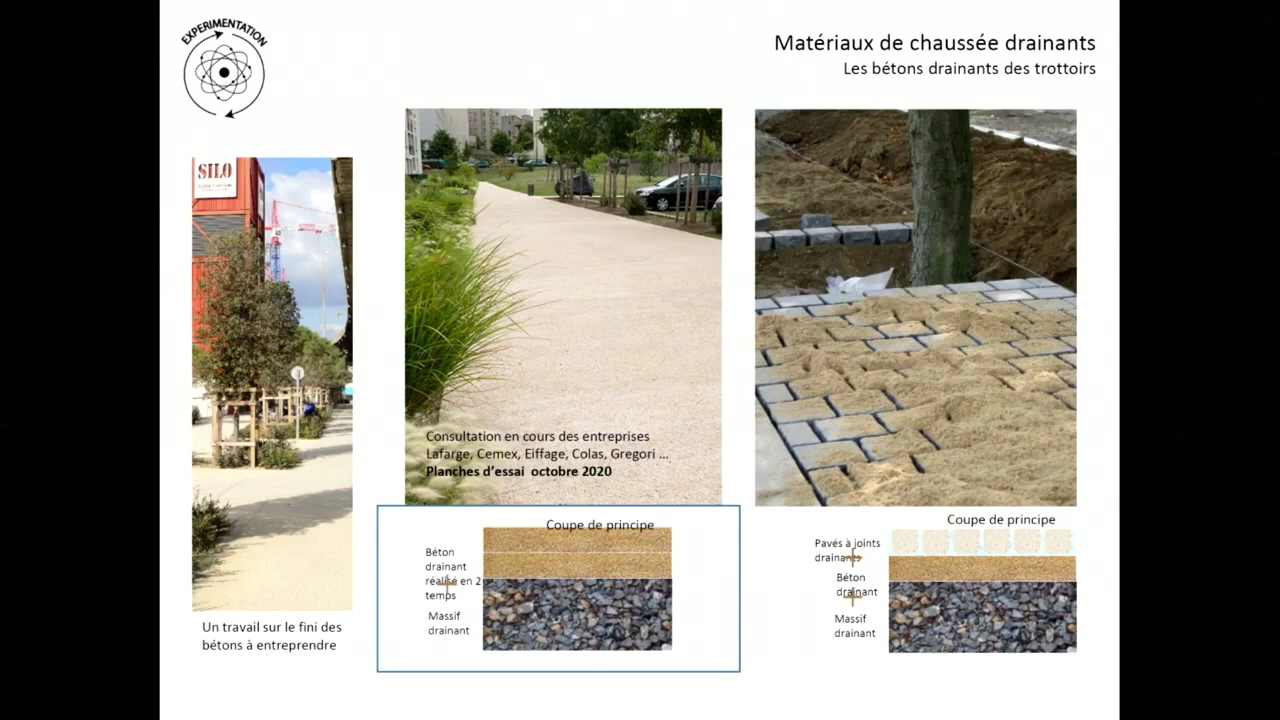 EXPERIMENTATION
Matériaux de chaussée drainants
Les bétons drainants des trottoirs
SILO
Consultation en cours des entreprises
Lafarge, Cemex, Eiffage, Colas, Gregori ...
Planches d'essai octobre 2020
Un travail sur le fini des
bétons à entreprendre
Coupe de principe
Béton
drainant
réalisé en 2
temps
Massif
drainant
Coupe de principe
Pavés à joints
drainants
Béton
drainant
Massif
drainant